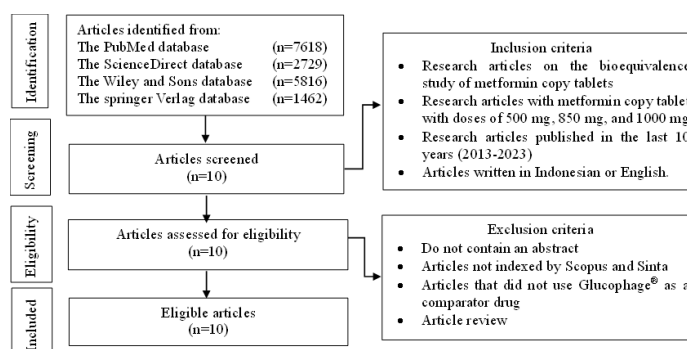 Identification
Articles identified from:
The PubMed database (n=7618)
The ScienceDirect database (n=2729)
The Wiley and Sons database (n=5816)
The springer Verlag database (n=1462)
Inclusion criteria
• Research articles on the bioequivalence
study of metformin copy tablets
• Research articles with metformin copy tablet
with doses of 500 mg, 850 mg, and 1000 mg
• Research articles published in the last 10
years (2013-2023)
• Articles written in Indonesian or English.
Screening
Articles screened
(n=10)
Eligibility
Articles assessed for eligibility
(n=10)
Exclusion criteria
• Do not contain an abstract
• Articles not indexed by Scopus and Sinta
• Articles that did not use Glucophage® as a
comparator drug
• Article review
Included
Eligible articles
(n=10)